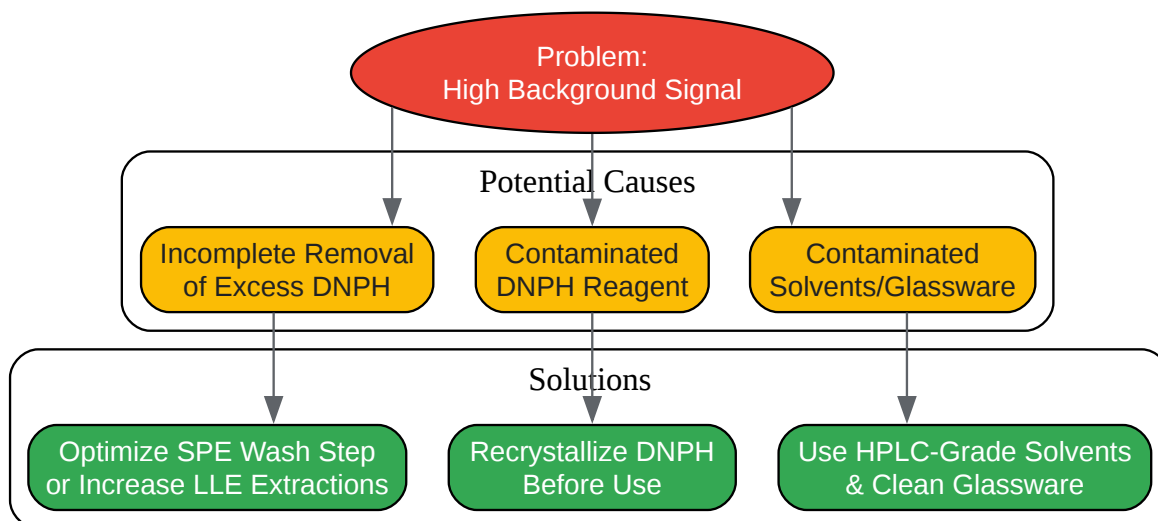 Problem:
High Background Signal
Potential Causes
Incomplete Removal
of Excess DNPH
Contaminated
DNPH Reagent
Contaminated
Solvents/Glassware
Solutions
Optimize SPE Wash Step
or Increase LLE Extractions
Recrystallize DNPH
Before Use
Use HPLC-Grade Solvents
& Clean Glassware